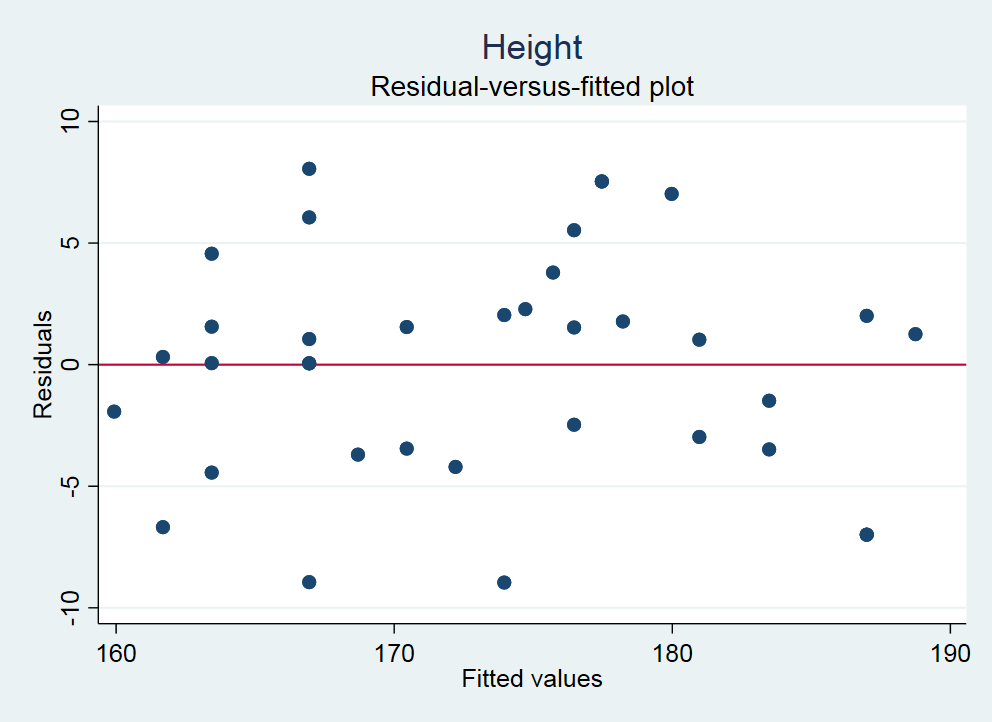 Height
Residual-versus-fitted plot
10
5
0
-5
-10
Residuals
160 170 180 190
Fitted values